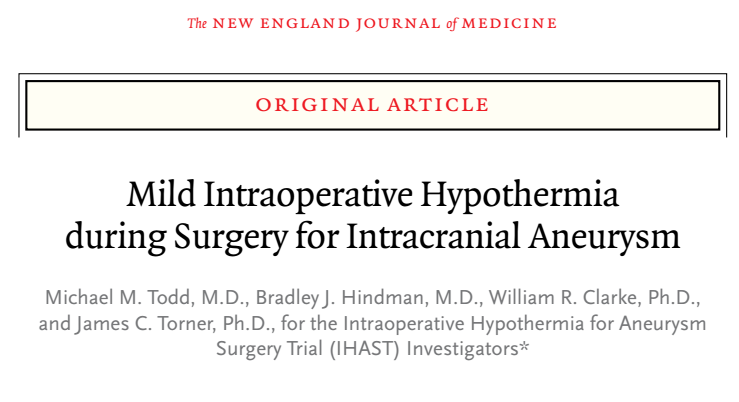 The NEW ENGLAND JOURNAL of MEDICINE
ORIGINAL ARTICLE
Mild Intraoperative Hypothermia
during Surgery for Intracranial Aneurysm
Michael M. Todd, M.D., Bradley J. Hindman, M.D., William R. Clarke, Ph.D.,
and James C. Torner, Ph.D., for the Intraoperative Hypothermia for Aneurysm
Surgery Trial (IHAST) Investigators*